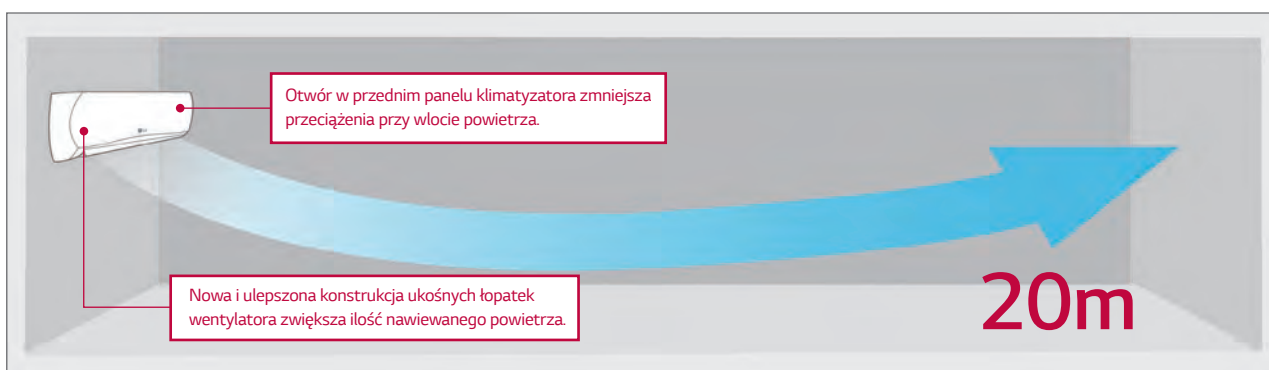 Otwór w przednim panelu klimatyzatora zmniejsza
przeciążenia przy wlocie powietrza.
Nowa i ulepszona konstrukcja ukośnych łopatek
wentylatora zwiększa ilość nawiewanego powietrza.
20m